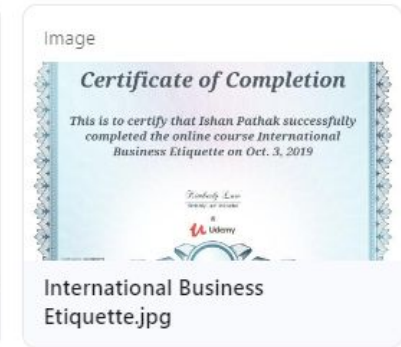 Image
Certificate of Completion
This is to certify that Ishan Pathak successfully
completed the online course International
Business Etiquette on Oct. 3, 2019
Udemy
International Business
Etiquette.jpg